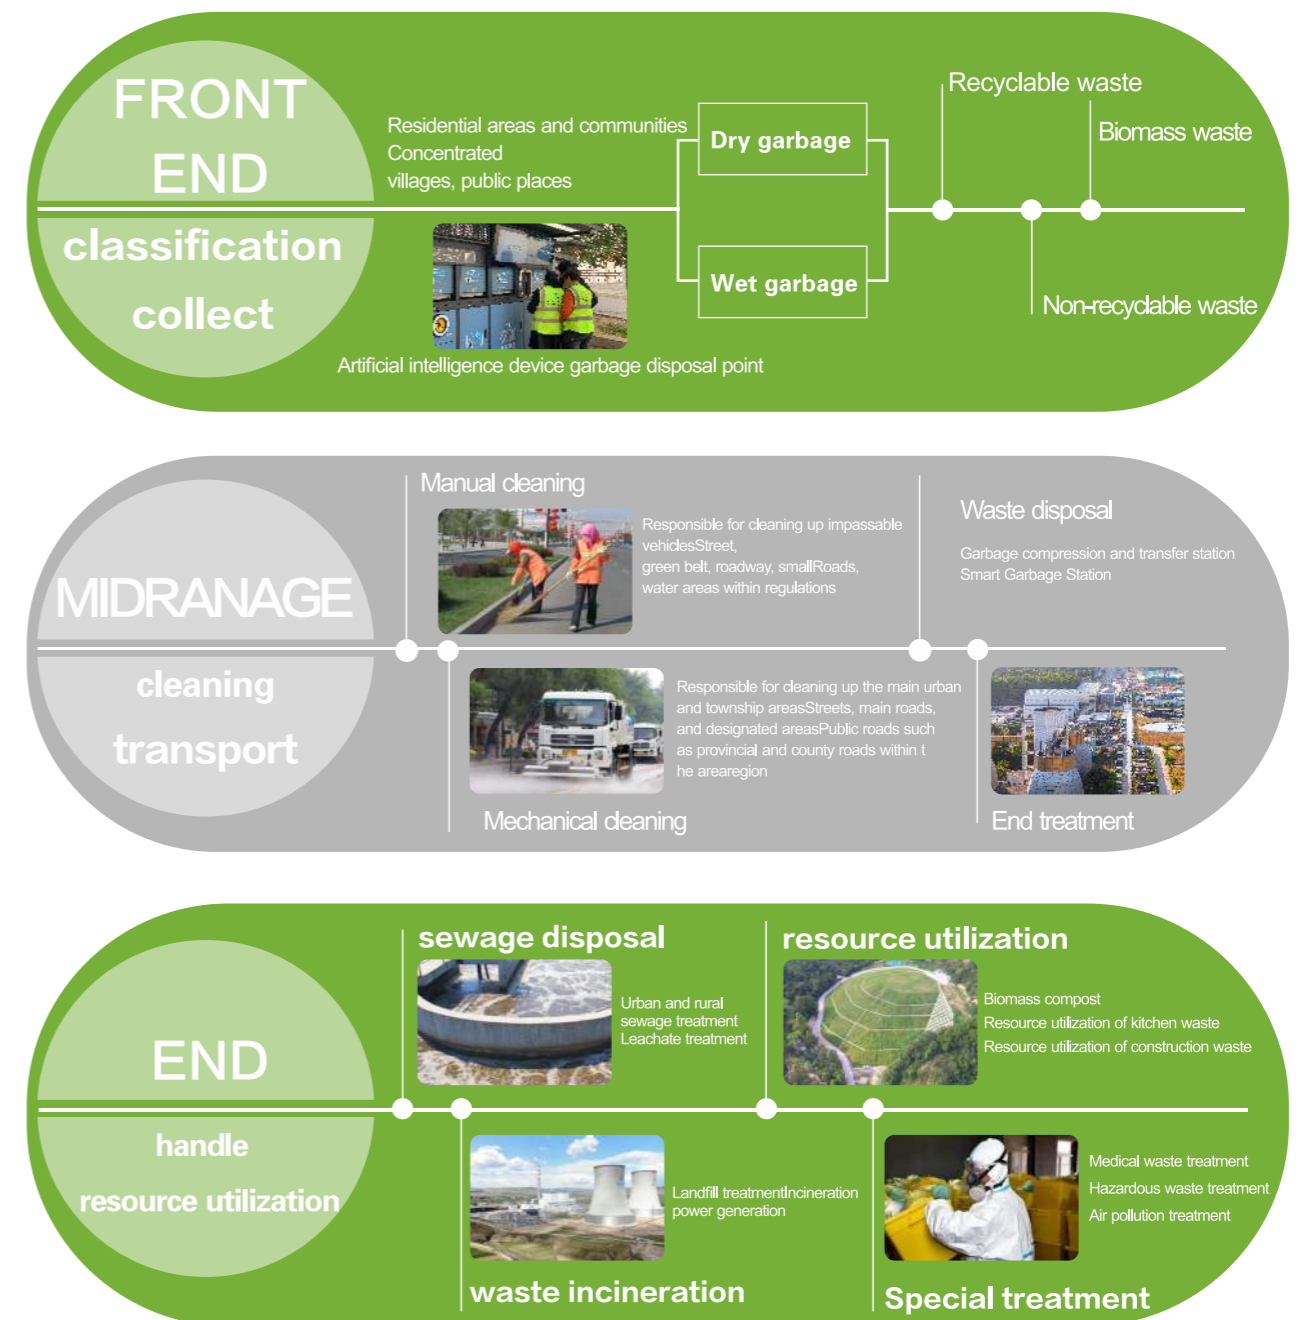 FRONT
END
classification
collect
Residential areas and communities
Concentrated
villages, public places
Artificial intelligence device garbage disposal point
Dry garbage
Wet garbage
Recyclable waste
Biomass waste
Non-recyclable waste
MIDRANAGE
cleaning
transport
Manual cleaning
Responsible for cleaning up impassable
vehiclesStreet,
green belt, roadway, smallRoads,
water areas within regulations
Responsible for cleaning up the main urban
and township areasStreets, main roads,
and designated areasPublic roads such
as provincial and county roads within t
he arearegion
Mechanical cleaning
Waste disposal
Garbage compression and transfer station
Smart Garbage Station
End treatment
END
handle
resource utilization
sewage disposal
Urban and rural
sewage treatment
Leachate treatment
Landfill treatmentIncineration
power generation
waste incineration
resource utilization
Biomass compost
Resource utilization of kitchen waste
Resource utilization of construction waste
Medical waste treatment
Hazardous waste treatment
Air pollution treatment
Special treatment